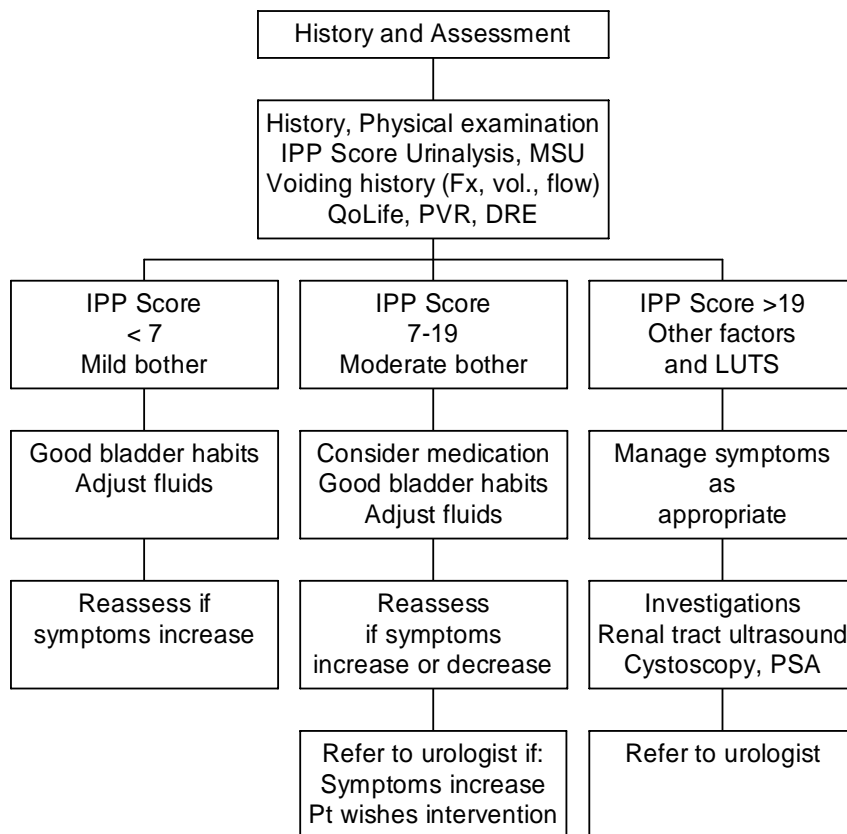 History and Assessment
History, Physical examination
IPP Score Urinalysis, MSU
Voiding history (Fx, vol., flow)
QoLife, PVR, DRE
IPP Score
< 7
Mild bother
IPP Score
7-19
Moderate bother
IPP Score >19
Other factors
and LUTS
Good bladder habits
Adjust fluids
Consider medication
Good bladder habits
Adjust fluids
Manage symptoms
as
appropriate
Reassess if
symptoms increase
Reassess
if symptoms
increase or decrease
Investigations
Renal tract ultrasound
Cystoscopy, PSA
Refer to urologist if:
Symptoms increase
Pt wishes intervention
Refer to urologist